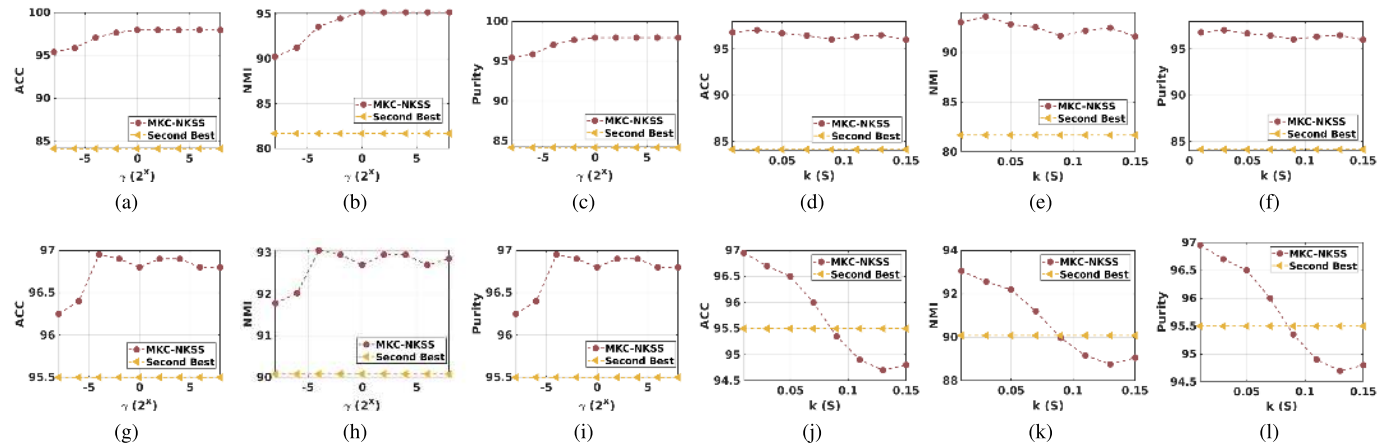 100
95
90
85
ACC
-5 0 5
γ (2^x)
MKC-NKSS
Second Best
(a)
95
90
85
80
NMI
-5 0 5
γ (2^x)
MKC-NKSS
Second Best
(b)
100
95
90
85
Purity
-5 0 5
γ (2^x)
MKC-NKSS
Second Best
(c)
95
90
85
ACC
0.05 0.1 0.15
k (S)
MKC-NKSS
Second Best
(d)
90
85
80
NMI
0.05 0.1 0.15
k (S)
MKC-NKSS
Second Best
(e)
95
90
85
Purity
0 0.05 0.1 0.15
k (S)
MKC-NKSS
Second Best
(f)
97
96.5
96
95.5
ACC
-5 0 5
γ (2^x)
MKC-NKSS
Second Best
(g)
93
92
91
90
NMI
-5 0 5
γ (2^x)
MKC-NKSS
Second Best
(h)
97
96.5
96
95.5
Purity
-5 0 5
γ (2^x)
MKC-NKSS
Second Best
(i)
97
96.5
96
95.5
95
94.5
ACC
0.05 0.1 0.15
k (S)
MKC-NKSS
Second Best
(j)
94
92
90
88
NMI
0.05 0.1 0.15
k (S)
MKC-NKSS
Second Best
(k)
97
96.5
96
95.5
95
94.5
Purity
0.05 0.1 0.15
k (S)
MKC-NKSS
Second Best
(l)